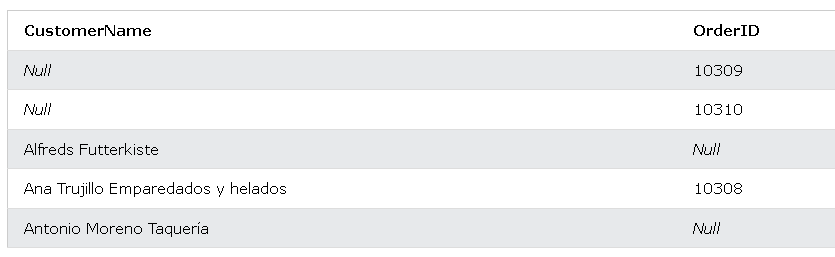 CustomerName OrderID
Null 10309
Null 10310
Alfreds Futterkiste Null
Ana Trujillo Emparedados y helados 10308
Antonio Moreno Taquería Null